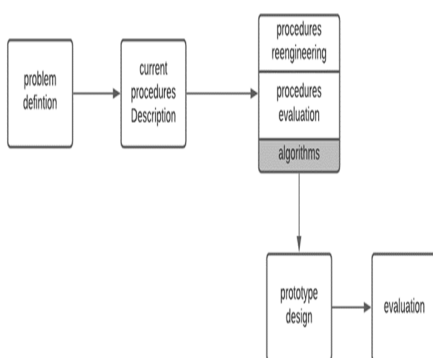 problem
defintion
current
procedures
Description
procedures
reengineering
procedures
evaluation
algorithms
prototype
design
evaluation